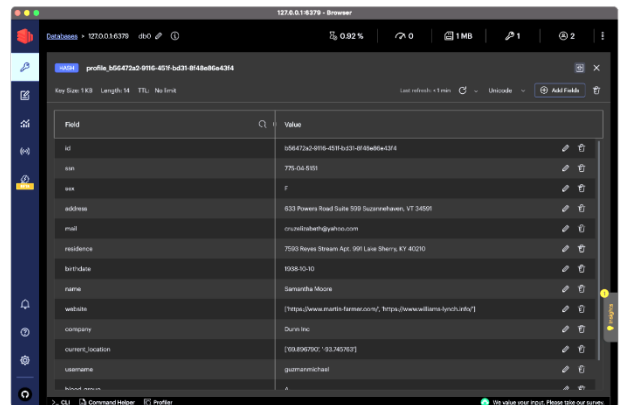 127.0.0.1:6379 - Browser
Databases > 127.0.0.1:6379 db0 0.92 % 0 1 MB 1 2
HASH profile_b56472a2-9116-451f-bd31-8f48e86e43f4
Key Size: 1 KB Length: 14 TTL: No limit Last refresh: < 1 min Unicode Add Fields
Field Value
id b56472a2-9116-451f-bd31-8f48e86e43f4
ssn 775-04-5151
sex F
address 633 Powers Road Suite 599 Suzannehaven, VT 34591
mail cruzelizabeth@yahoo.com
residence 7593 Reyes Stream Apt. 991 Lake Sherry, KY 40210
birthdate 1938-10-10
name Samantha Moore
website ['https://www.martin-farmer.com/', 'https://www.williams-lynch.info/']
company Dunn Inc
current_location ['69.896790', '-93.745763']
username guzmanmichael
blood_group A
Insights
>_ CLI Command Helper Profiler We value your input. Please take our survey.